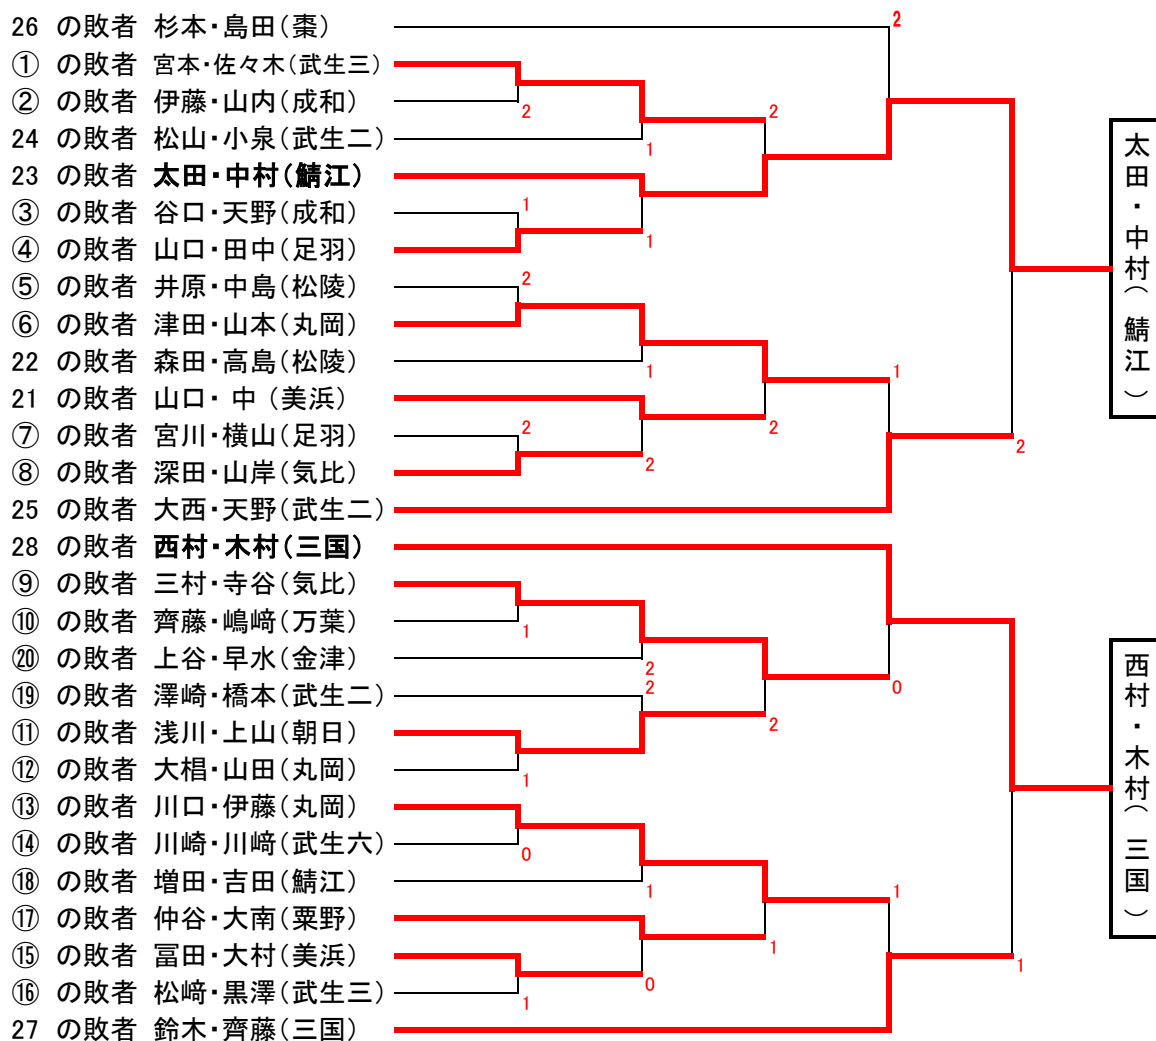 26 の敗者 杉本・島田(棗)
① の敗者 宮本・佐々木(武生三)
② の敗者 伊藤・山内(成和)
24 の敗者 松山・小泉(武生二)
23 の敗者 太田・中村(鯖江)
③ の敗者 谷口・天野(成和)
④ の敗者 山口・田中(足羽)
⑤ の敗者 井原・中島(松陵)
⑥ の敗者 津田・山本(丸岡)
22 の敗者 森田・高島(松陵)
21 の敗者 山口・ 中 (美浜)
⑦ の敗者 宮川・横山(足羽)
⑧ の敗者 深田・山岸(気比)
25 の敗者 大西・天野(武生二)
28 の敗者 西村・木村(三国)
⑨ の敗者 三村・寺谷(気比)
⑩ の敗者 齊藤・嶋﨑(万葉)
⑳ の敗者 上谷・早水(金津)
⑲ の敗者 澤崎・橋本(武生二)
⑪ の敗者 浅川・上山(朝日)
⑫ の敗者 大椙・山田(丸岡)
⑬ の敗者 川口・伊藤(丸岡)
⑭ の敗者 川崎・川﨑(武生六)
⑱ の敗者 増田・吉田(鯖江)
⑰ の敗者 仲谷・大南(粟野)
⑮ の敗者 冨田・大村(美浜)
⑯ の敗者 松﨑・黒澤(武生三)
27 の敗者 鈴木・齊藤(三国)
2
1
2
2
1
0
1
1
1
1
2
2
2
2
0
1
2
2
2
1
1
0
1
2
1
2
1
1
太田・中村(鯖江)
西村・木村(三国)